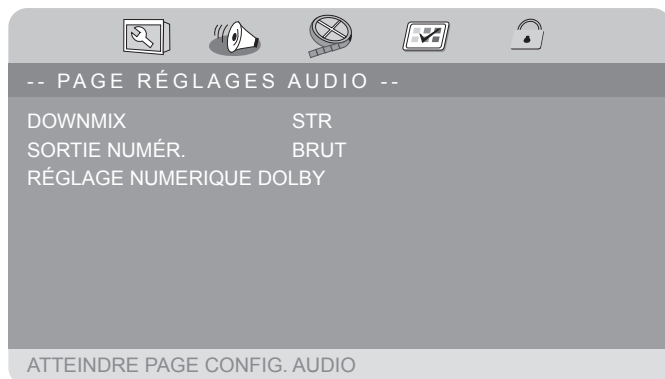 -- PAGE RÉGLAGES AUDIO --
DOWNMIX STR
SORTIE NUMÉR. BRUT
RÉGLAGE NUMERIQUE DOLBY
ATTEINDRE PAGE CONFIG. AUDIO